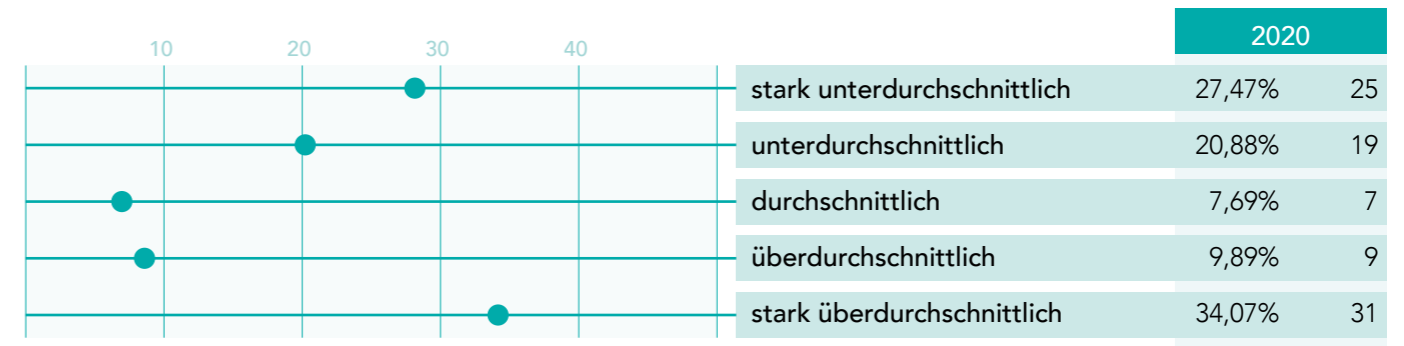 10 20 30 40 2020
stark unterdurchschnittlich 27,47% 25
unterdurchschnittlich 20,88% 19
durchschnittlich 7,69% 7
überdurchschnittlich 9,89% 9
stark überdurchschnittlich 34,07% 31